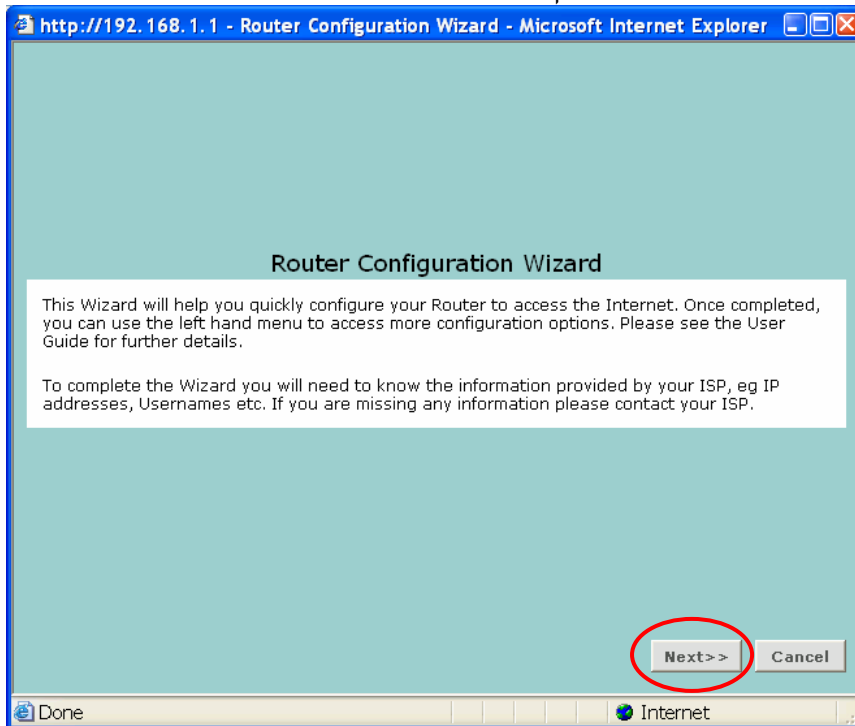 http://192.168.1.1 - Router Configuration Wizard - Microsoft Internet Explorer
Router Configuration Wizard
This Wizard will help you quickly configure your Router to access the Internet. Once completed,
you can use the left hand menu to access more configuration options. Please see the User
Guide for further details.
To complete the Wizard you will need to know the information provided by your ISP, eg IP
addresses, Usernames etc. If you are missing any information please contact your ISP.
Next>> Cancel
Done Internet